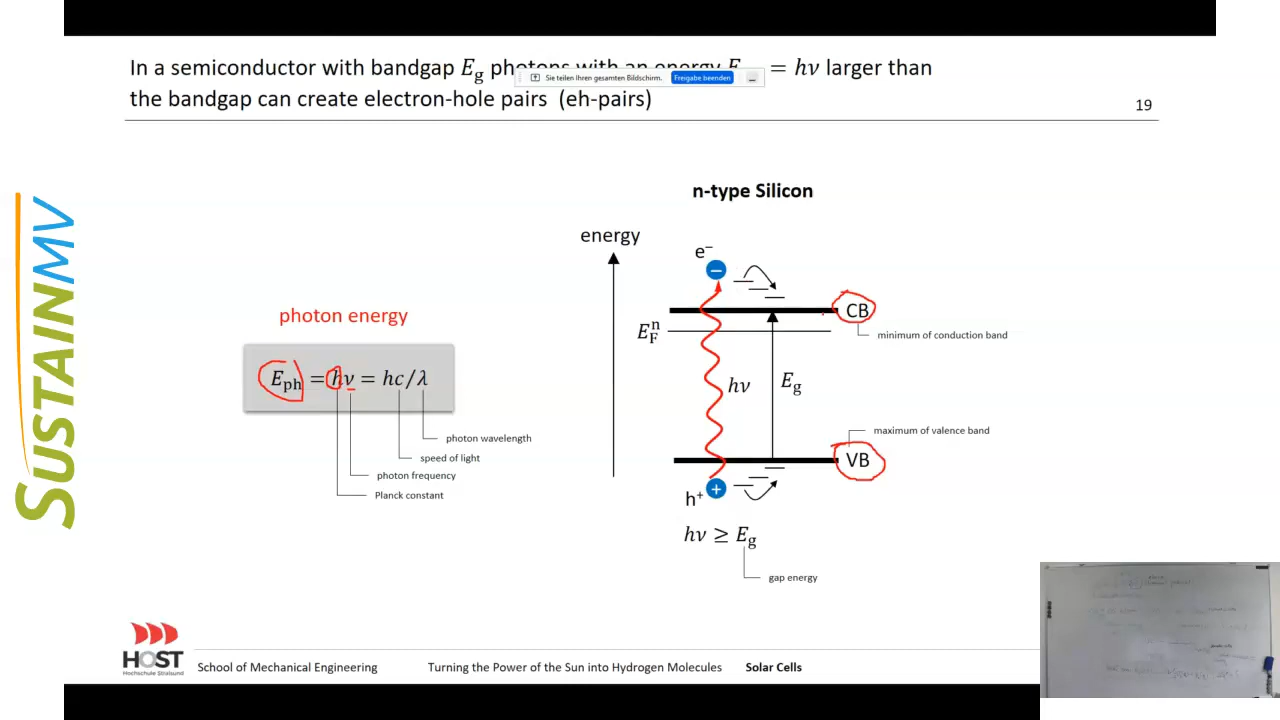 In a semiconductor with bandgap E_g photons with an energy E = hν larger than
the bandgap can create electron-hole pairs (eh-pairs)
Sie teilen Ihren gesamten Bildschirm. Freigabe beenden
19
SUSTAINMV
n-type Silicon
energy
e⁻
photon energy
CB
E_F^n
minimum of conduction band
E_ph = hν = hc/λ
hν
E_g
maximum of valence band
photon wavelength
speed of light
VB
photon frequency
Planck constant
h⁺
hν ≥ E_g
gap energy
HOST
Hochschule Stralsund
School of Mechanical Engineering
Turning the Power of the Sun into Hydrogen Molecules
Solar Cells